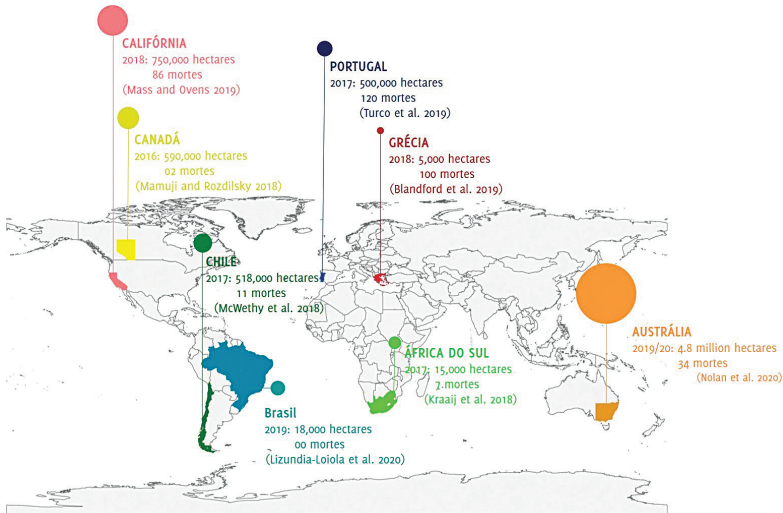 CALIFÓRNIA
2018: 750,000 hectares
86 mortes
(Mass and Ovens 2019)
CANADÁ
2016: 590,000 hectares
02 mortes
(Mamuji and Rozdilsky 2018)
PORTUGAL
2017: 500,000 hectares
120 mortes
(Turco et al. 2019)
GRÉCIA
2018: 5,000 hectares
100 mortes
(Blandford et al. 2019)
CHILE
2017: 518,000 hectares
11 mortes
(McWethy et al. 2018)
AUSTRÁLIA
2019/20: 4.8 million hectares
34 mortes
(Nolan et al. 2020)
ÁFRICA DO SUL
2017: 15,000 hectares
7.mortes
(Kraaij et al. 2018)
Brasil
2019: 18,000 hectares
00 mortes
(Lizundia-Loiola et al. 2020)